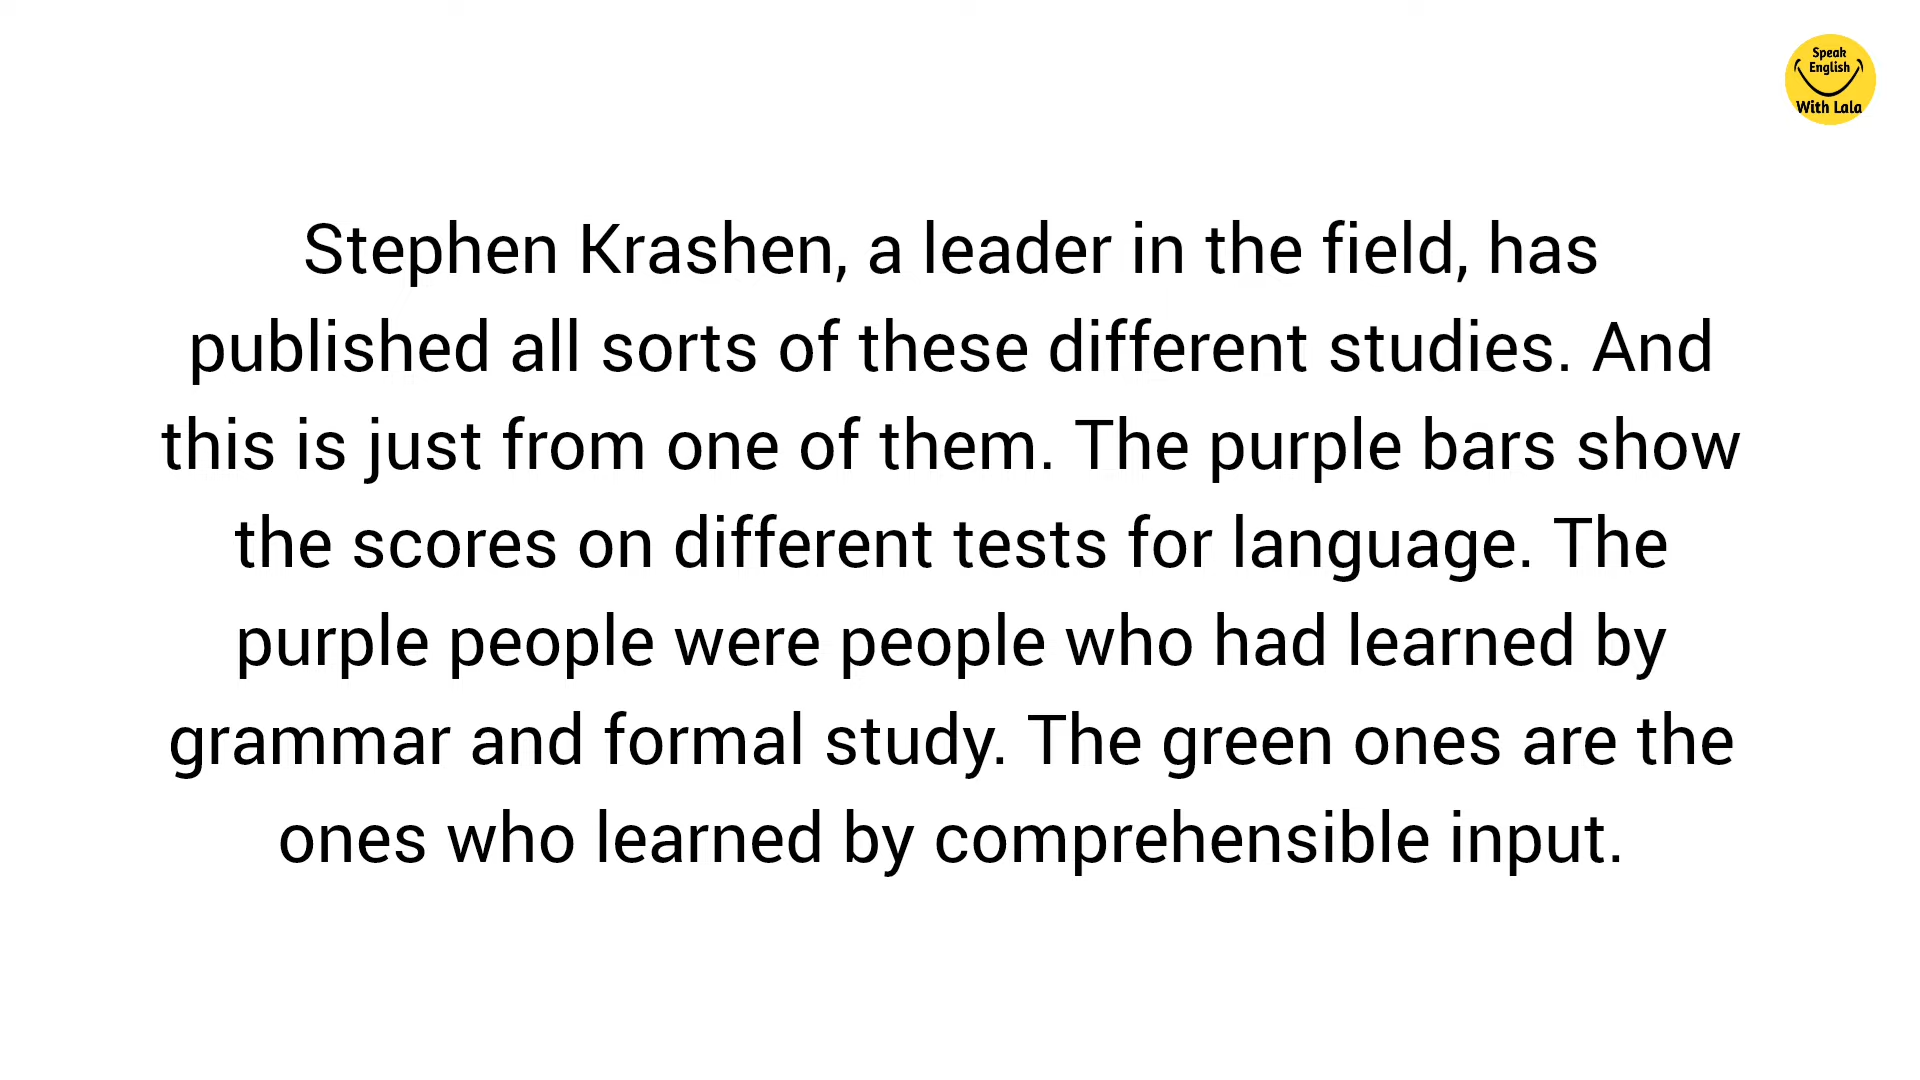 Speak
English
With Lala
Stephen Krashen, a leader in the field, has
published all sorts of these different studies. And
this is just from one of them. The purple bars show
the scores on different tests for language. The
purple people were people who had learned by
grammar and formal study. The green ones are the
ones who learned by comprehensible input.